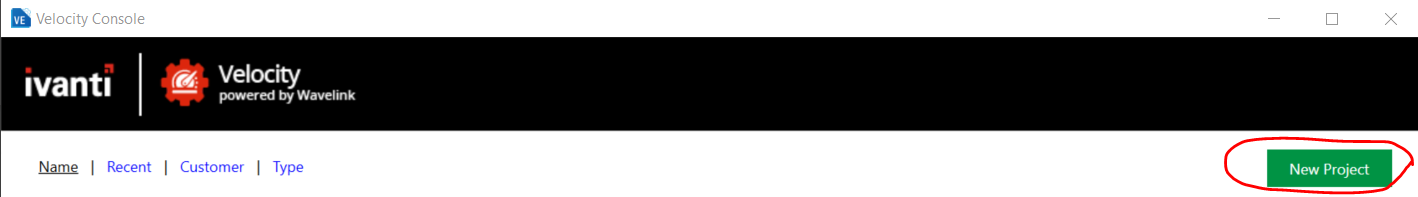 VE Velocity Console
ivanti Velocity
powered by Wavelink
Name | Recent | Customer | Type New Project